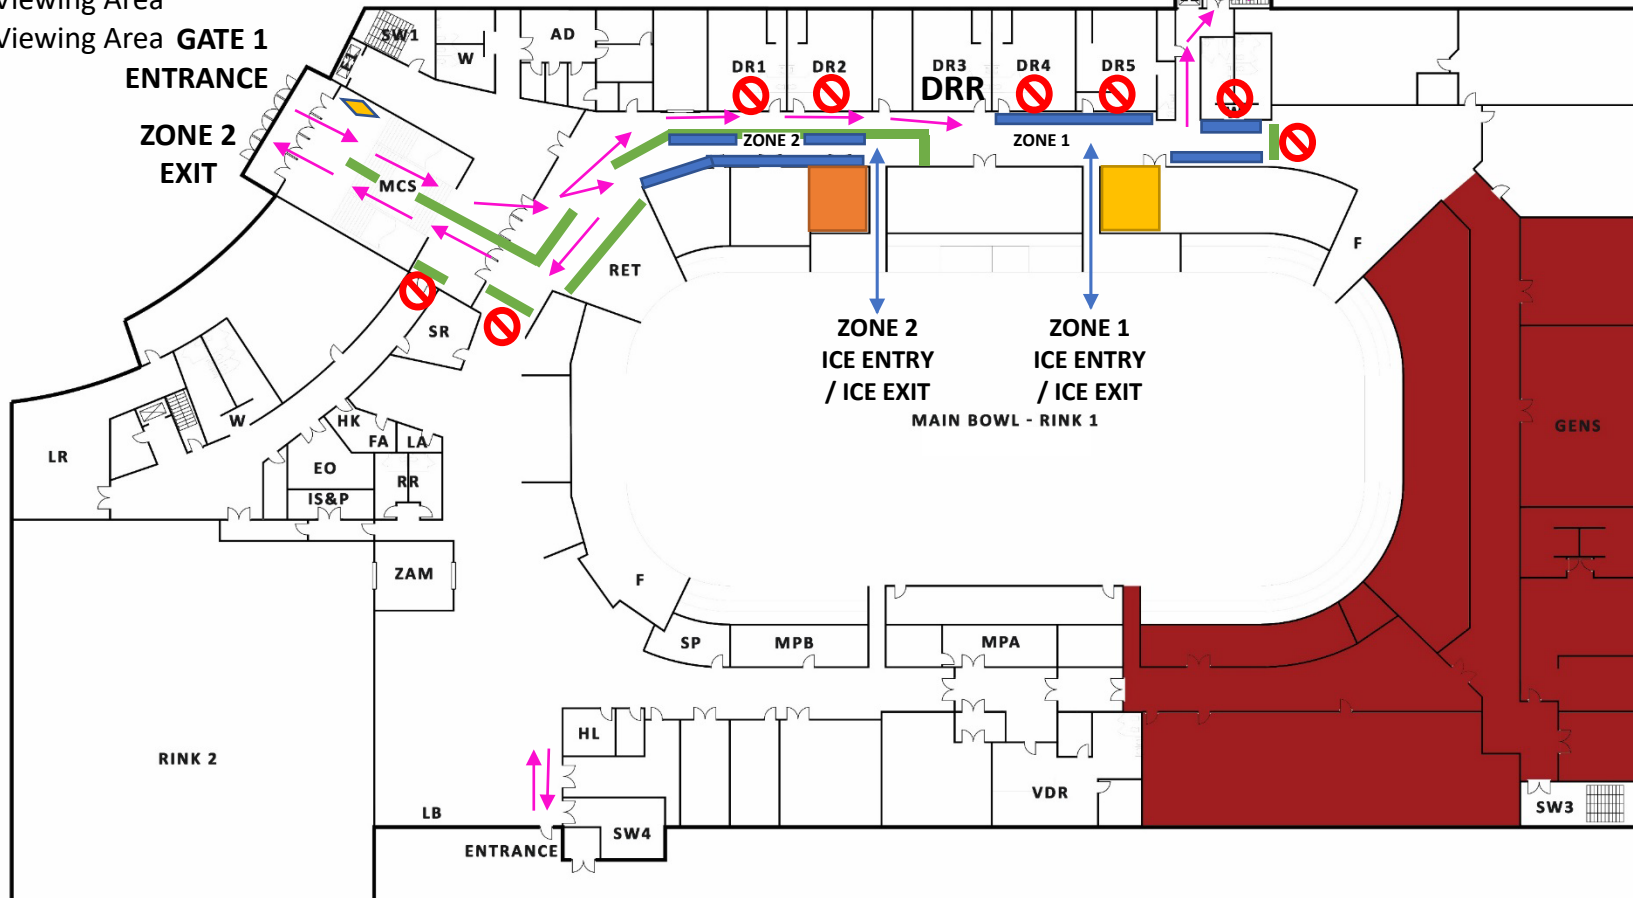 Viewing Area
Viewing Area
GATE 1
ENTRANCE
ZONE 2
EXIT
SW1
E1
W
AD
DR1
DR2
DR3
DRR
DR4
DR5
ZONE 2
ZONE 1
MCS
RET
F
SR
ZONE 2
ICE ENTRY
/ ICE EXIT
ZONE 1
ICE ENTRY
/ ICE EXIT
MAIN BOWL - RINK 1
GENS
W
HK
FA
LA
LR
EO
RR
IS&P
ZAM
F
SP
MPB
MPA
HL
RINK 2
VDR
LB
SW4
SW3
ENTRANCE